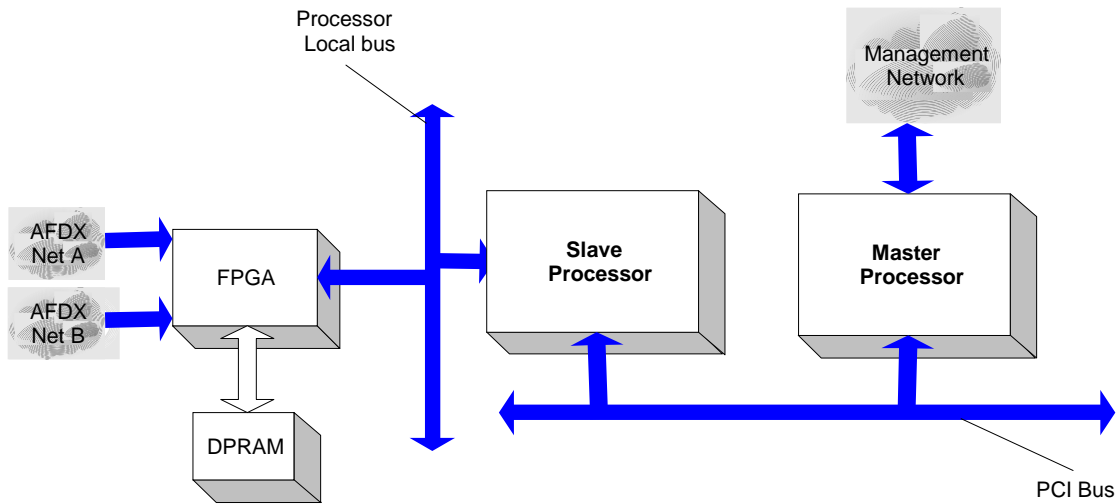 Processor
Local bus
Management
Network
AFDX
Net A
FPGA
Slave
Processor
Master
Processor
AFDX
Net B
DPRAM
PCI Bus